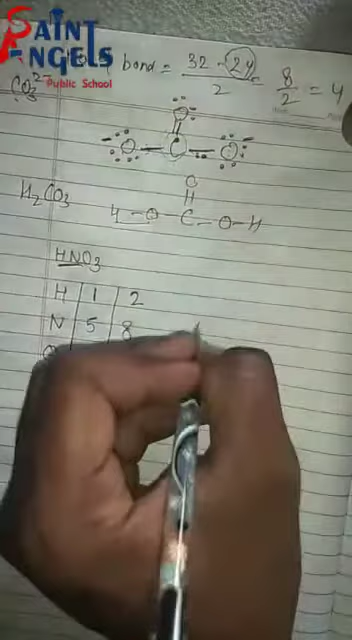 SAINT
ANGELS
Public School
bond = 32 - 24 / 2 = 8/2 = 4
CO3^2-
O
O C O
H2CO3
O
H - O - C - O - H
HNO3
H 1 2
N 5 8